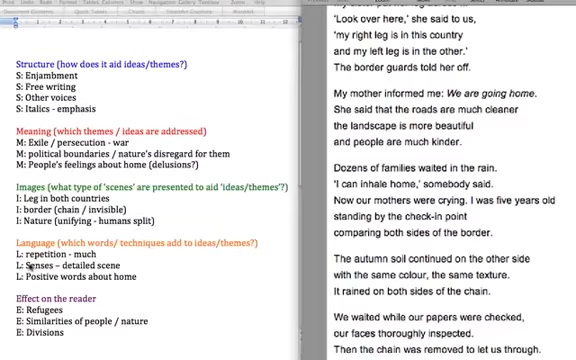 Structure (how does it aid ideas/themes?)
S: Enjambment
S: Free writing
S: Other voices
S: Italics - emphasis
Meaning (which themes / ideas are addressed)
M: Exile / persecution - war
M: political boundaries / nature's disregard for them
M: People's feelings about home (delusions?)
Images (what type of 'scenes' are presented to aid 'ideas/themes'?)
I: Leg in both countries
I: border (chain / invisible)
I: Nature (unifying - humans split)
Language (which words/ techniques add to ideas/themes?)
L: repetition - much
L: Senses – detailed scene
L: Positive words about home
Effect on the reader
E: Refugees
E: Similarities of people / nature
E: Divisions
'Look over here,' she said to us,
'my right leg is in this country
and my left leg is in the other.'
The border guards told her off.
My mother informed me: We are going home.
She said that the roads are much cleaner
the landscape is more beautiful
and people are much kinder.
Dozens of families waited in the rain.
'I can inhale home,' somebody said.
Now our mothers were crying. I was five years old
standing by the check-in point
comparing both sides of the border.
The autumn soil continued on the other side
with the same colour, the same texture.
It rained on both sides of the chain.
We waited while our papers were checked,
our faces thoroughly inspected.
Then the chain was removed to let us through.